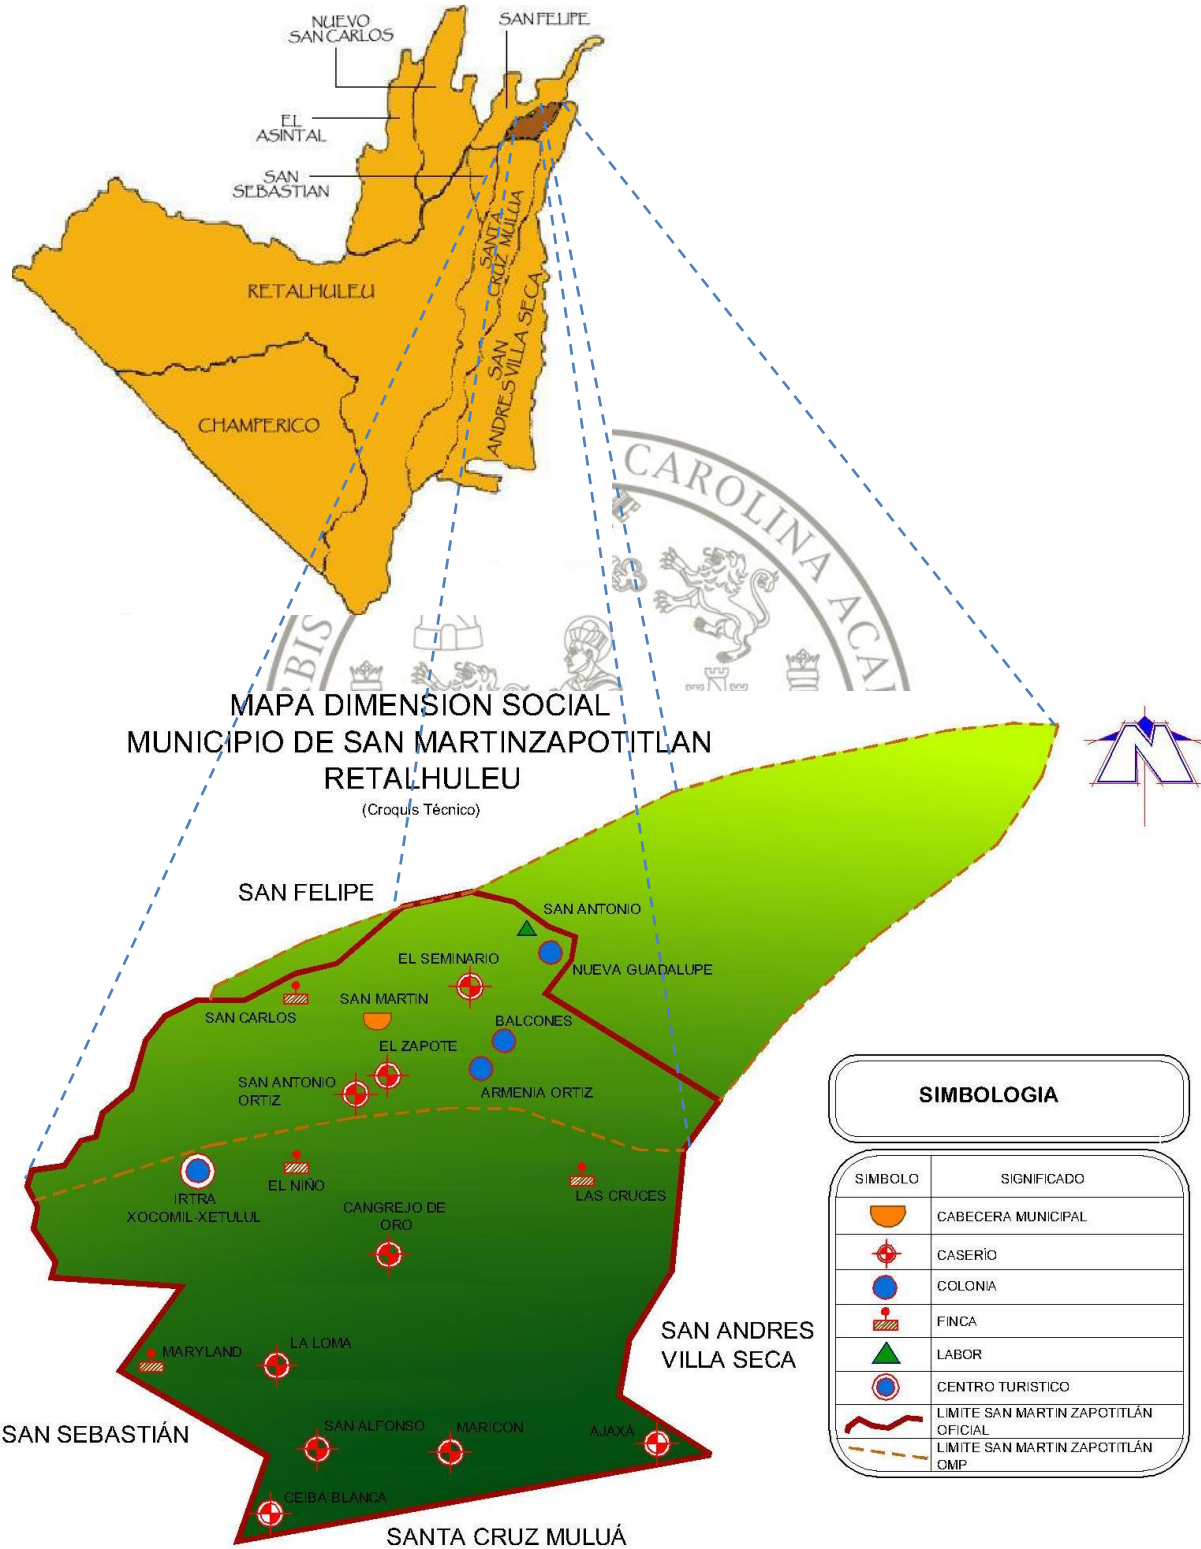 NUEVO
SAN CARLOS
SAN FELIPE
EL
ASINTAL
SAN
SEBASTIAN
SANTA
CRUZ MULUA
SAN
ANDRES VILLA SECA
RETALHULEU
CHAMPERICO
CAROLINA ACA
RBIS
MAPA DIMENSION SOCIAL
MUNICIPIO DE SAN MARTINZAPOTITLAN
RETALHULEU
(Croquis Técnico)
N
SAN FELIPE
SAN ANTONIO
EL SEMINARIO
NUEVA GUADALUPE
SAN CARLOS
SAN MARTIN
BALCONES
EL ZAPOTE
SAN ANTONIO
ORTIZ
ARMENIA ORTIZ
IRTRA
XOCOMIL-XETULUL
EL NIÑO
LAS CRUCES
CANGREJO DE
ORO
SAN ANDRES
VILLA SECA
MARYLAND
LA LOMA
SAN SEBASTIÁN
SAN ALFONSO
MARICON
AJAXÁ
CEIBA BLANCA
SANTA CRUZ MULUÁ
SIMBOLOGIA
SIMBOLO SIGNIFICADO
CABECERA MUNICIPAL
CASERÍO
COLONIA
FINCA
LABOR
CENTRO TURISTICO
LIMITE SAN MARTIN ZAPOTITLÁN
OFICIAL
LIMITE SAN MARTIN ZAPOTITLÁN
OMP